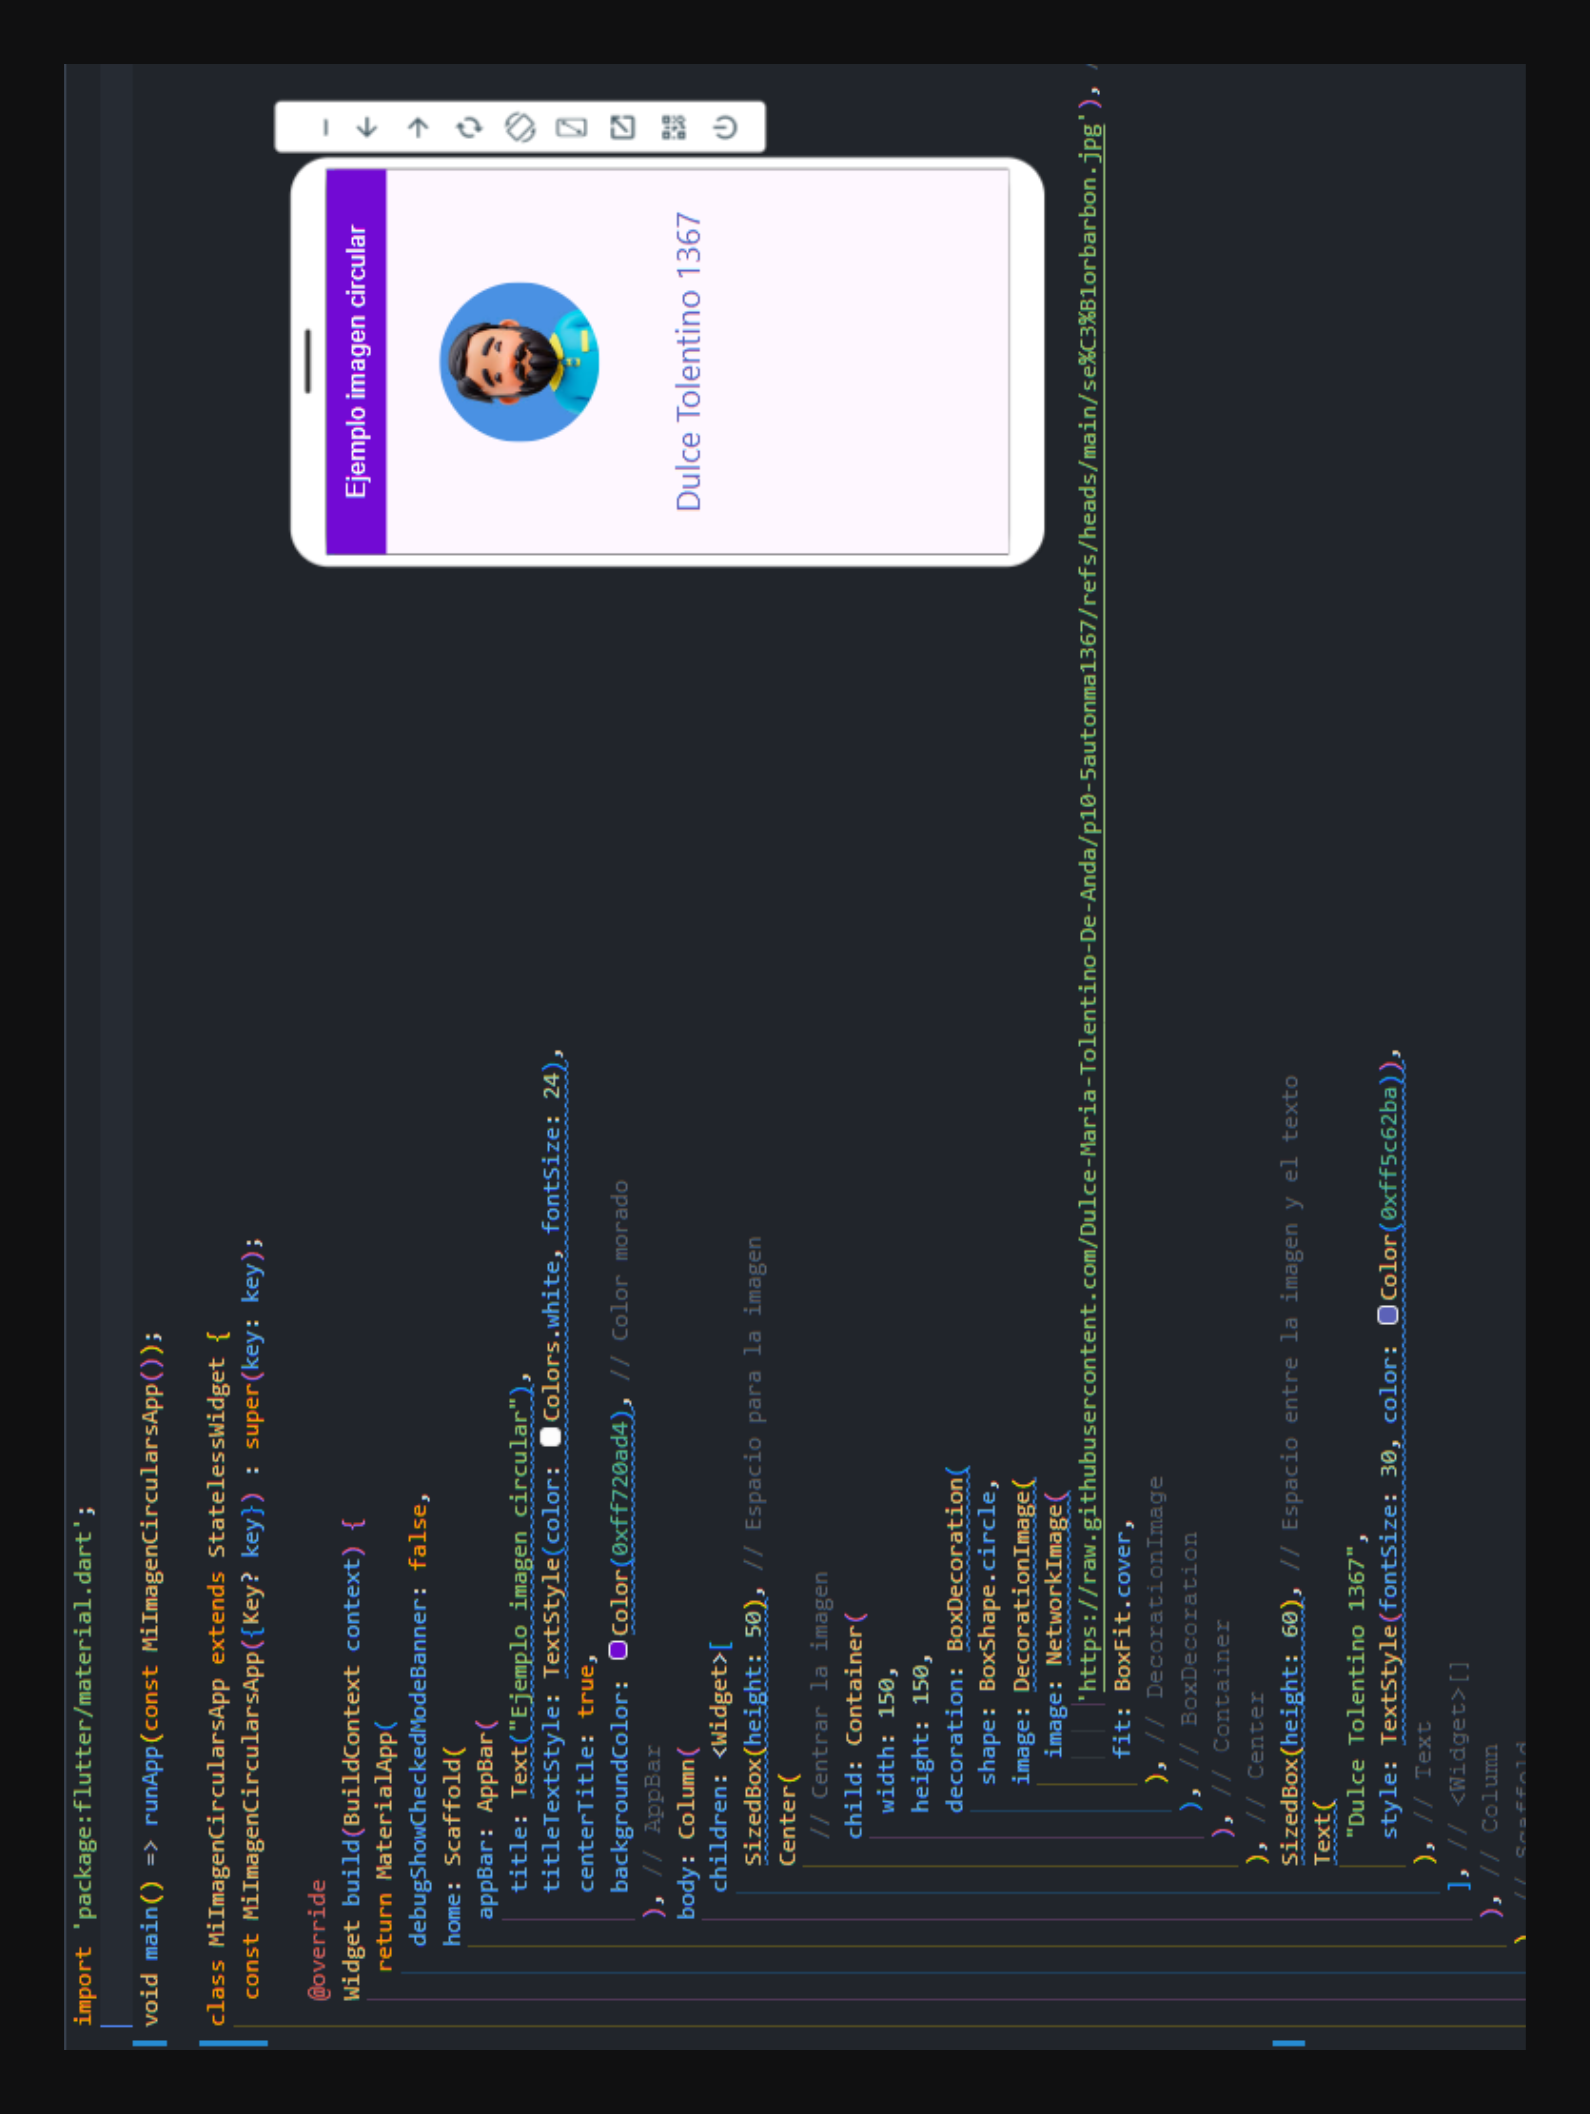 import 'package:flutter/material.dart';
void main() => runApp(const MiImagenCircularsApp());
class MiImagenCircularsApp extends StatelessWidget {
const MiImagenCircularsApp({Key? key}) : super(key: key);
@override
Widget build(BuildContext context) {
return MaterialApp(
debugShowCheckedModeBanner: false,
home: Scaffold(
appBar: AppBar(
title: Text("Ejemplo imagen circular"),
titleTextStyle: TextStyle(color: Colors.white, fontSize: 24),
centerTitle: true,
backgroundColor: Color(0xff720ad4), // Color morado
), // AppBar
body: Column(
children: <Widget>[
SizedBox(height: 50), // Espacio para la imagen
Center(
// Centrar la imagen
child: Container(
width: 150,
height: 150,
decoration: BoxDecoration(
shape: BoxShape.circle,
image: DecorationImage(
image: NetworkImage(
'https://raw.githubusercontent.com/Dulce-Maria-Tolentino-De-Anda/p10-5autonma1367/refs/heads/main/se%C3%B1orbarbon.jpg'), /
fit: BoxFit.cover,
), // DecorationImage
), // BoxDecoration
), // Container
), // Center
SizedBox(height: 60), // Espacio entre la imagen y el texto
Text(
"Dulce Tolentino 1367",
style: TextStyle(fontSize: 30, color: Color(0xff5c62ba)),
), // Text
], // <Widget>[]
), // Column
), // Scaffold
Ejemplo imagen circular
Dulce Tolentino 1367